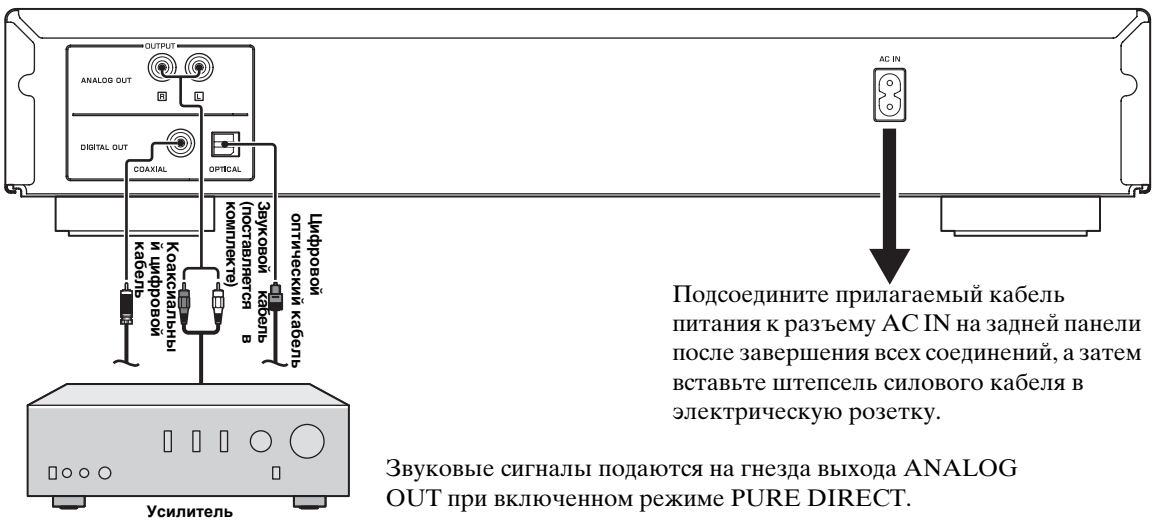 OUTPUT
ANALOG OUT
R L
DIGITAL OUT
COAXIAL OPTICAL
AC IN
Коаксиальны
й цифровой
кабель
Звуковой кабель
(поставляется в
комплекте)
Цифровой
оптический кабель
Подсоедините прилагаемый кабель
питания к разъему AC IN на задней панели
после завершения всех соединений, а затем
вставьте штепсель силового кабеля в
электрическую розетку.
Звуковые сигналы подаются на гнезда выхода ANALOG
OUT при включенном режиме PURE DIRECT.
Усилитель